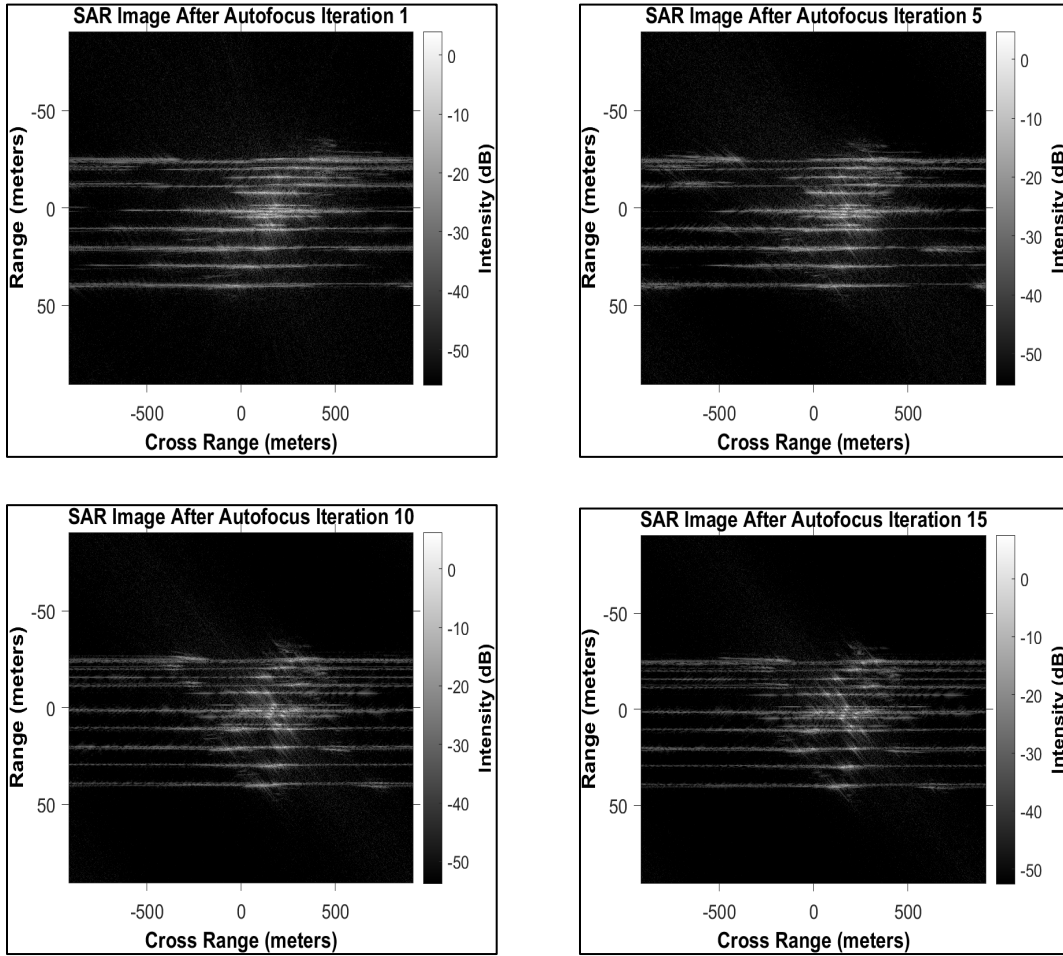 SAR Image After Autofocus Iteration 1
0
-10
-20
-30
-40
-50
Intensity (dB)
-50
0
50
Range (meters)
-500 0 500
Cross Range (meters)
SAR Image After Autofocus Iteration 5
0
-10
-20
-30
-40
-50
Intensity (dB)
-50
0
50
Range (meters)
-500 0 500
Cross Range (meters)
SAR Image After Autofocus Iteration 10
0
-10
-20
-30
-40
-50
Intensity (dB)
-50
0
50
Range (meters)
-500 0 500
Cross Range (meters)
SAR Image After Autofocus Iteration 15
0
-10
-20
-30
-40
-50
Intensity (dB)
-50
0
50
Range (meters)
-500 0 500
Cross Range (meters)